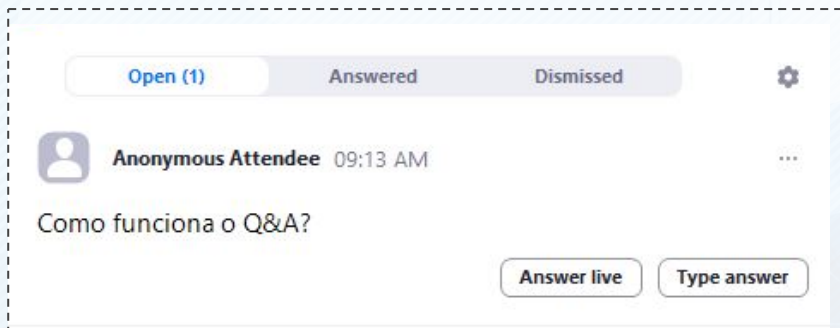 Open (1) Answered Dismissed
Anonymous Attendee 09:13 AM
Como funciona o Q&A?
Answer live Type answer